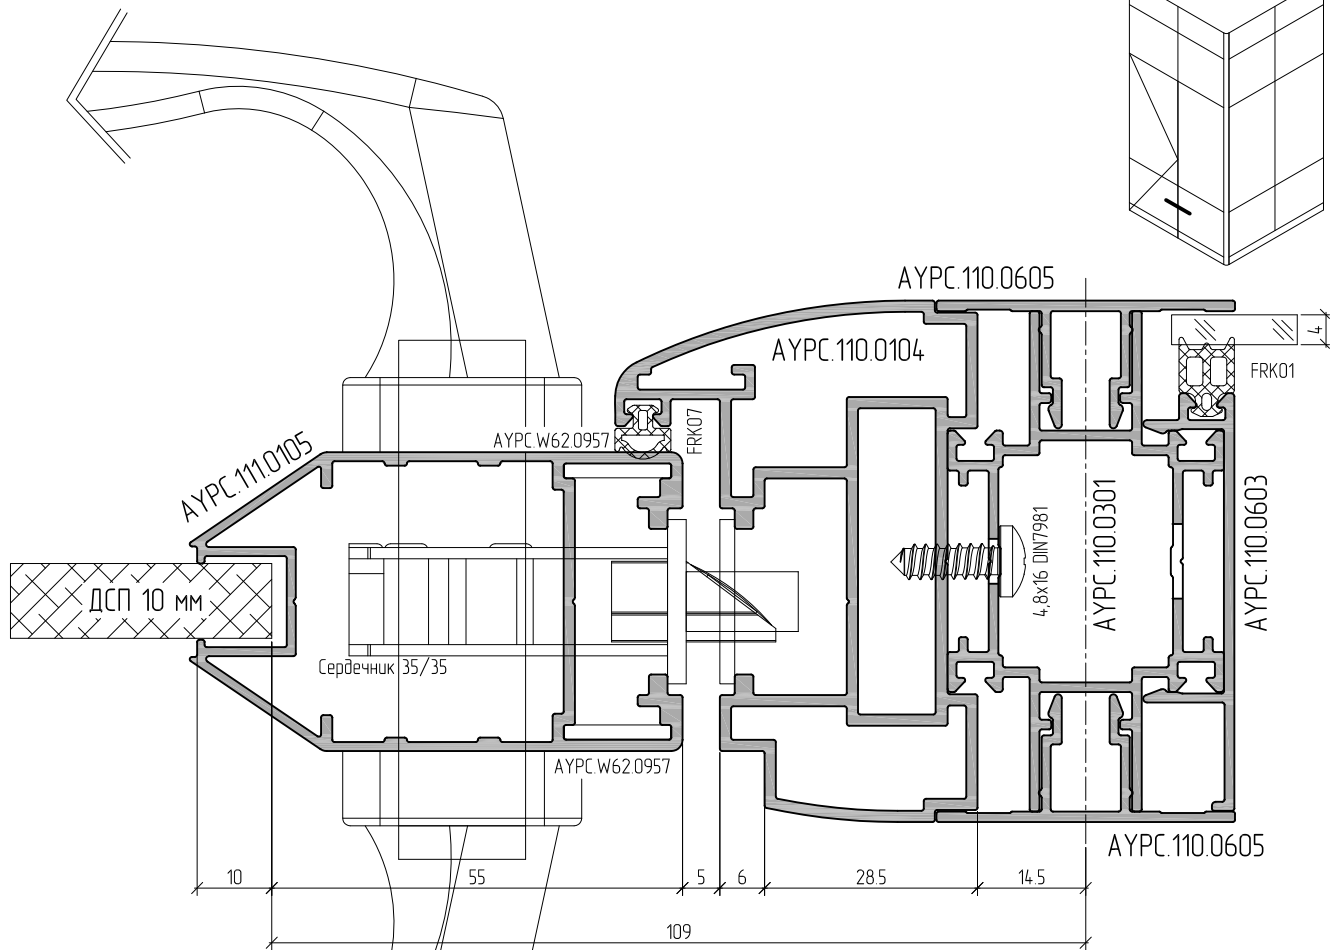 AYPC.110.0605
4
AYPC.110.0104
FRK01
AYPC.W62.0957
FRK07
AYPC.111.0105
4,8x16 DIN7981
AYPC.110.0301
AYPC.110.0603
ДСП 10 мм
Сердечник 35/35
AYPC.W62.0957
AYPC.110.0605
10
55
5
6
28.5
14.5
109